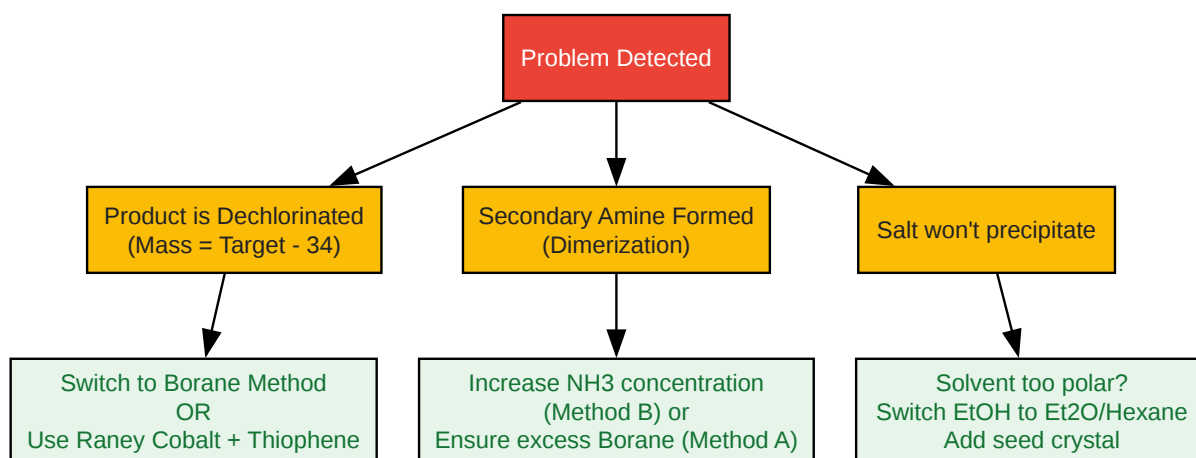 Problem Detected
Product is Dechlorinated
(Mass = Target - 34)
Secondary Amine Formed
(Dimerization)
Salt won't precipitate
Switch to Borane Method
OR
Use Raney Cobalt + Thiophene
Increase NH3 concentration
(Method B) or
Ensure excess Borane (Method A)
Solvent too polar?
Switch EtOH to Et2O/Hexane
Add seed crystal